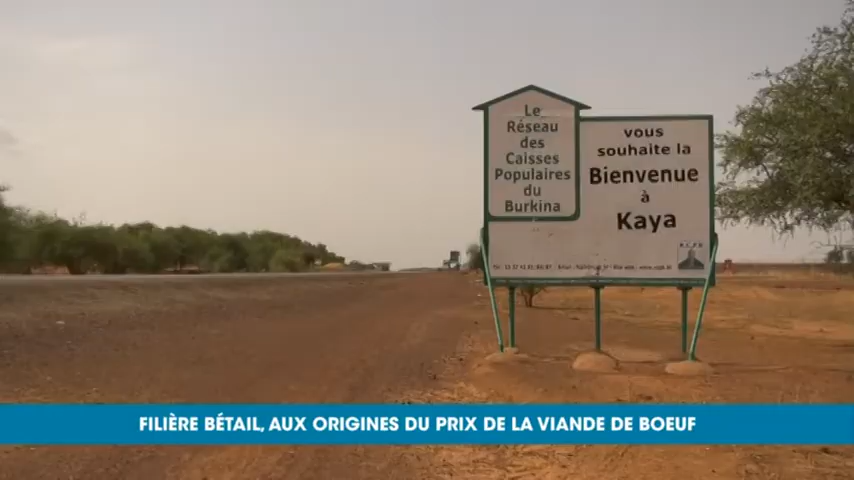 Le
Réseau
des
Caisses
Populaires
du
Burkina
vous
souhaite la
Bienvenue
à
Kaya
R.C.P.B
FILIÈRE BÉTAIL, AUX ORIGINES DU PRIX DE LA VIANDE DE BOEUF